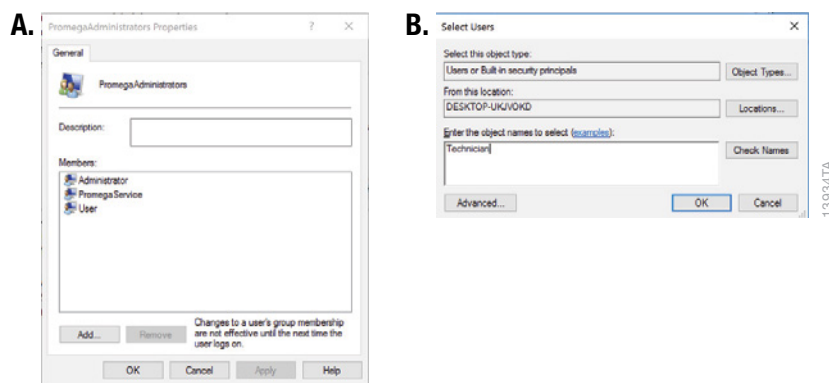 A.
PromegaAdministrators Properties
General
PromegaAdministrators
Description:
Members:
Administrator
PromegaService
User
Add...
Remove
Changes to a user's group membership
are not effective until the next time the
user logs on.
OK
Cancel
Apply
Help
B.
Select Users
Select this object type:
Users or Built-in security principals
Object Types...
From this location:
DESKTOP-UKJVOKD
Locations...
Enter the object names to select (examples):
Technician
Check Names
Advanced...
OK
Cancel
13934TA